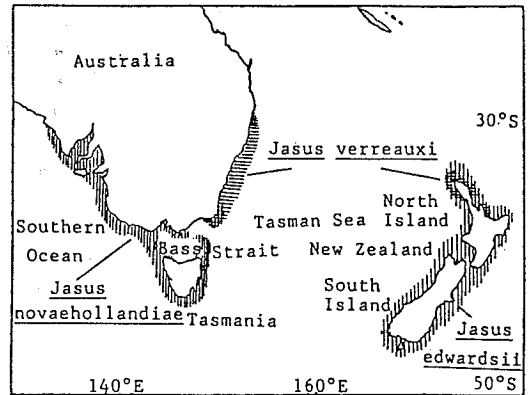 Australia
30°S
Jasus verreauxi
North
Island
Tasman Sea
Southern
Ocean
Bass Strait
New Zealand
Jasus
novaehollandiae
Tasmania
South
Island
Jasus
edwardsii
140°E
160°E
50°S